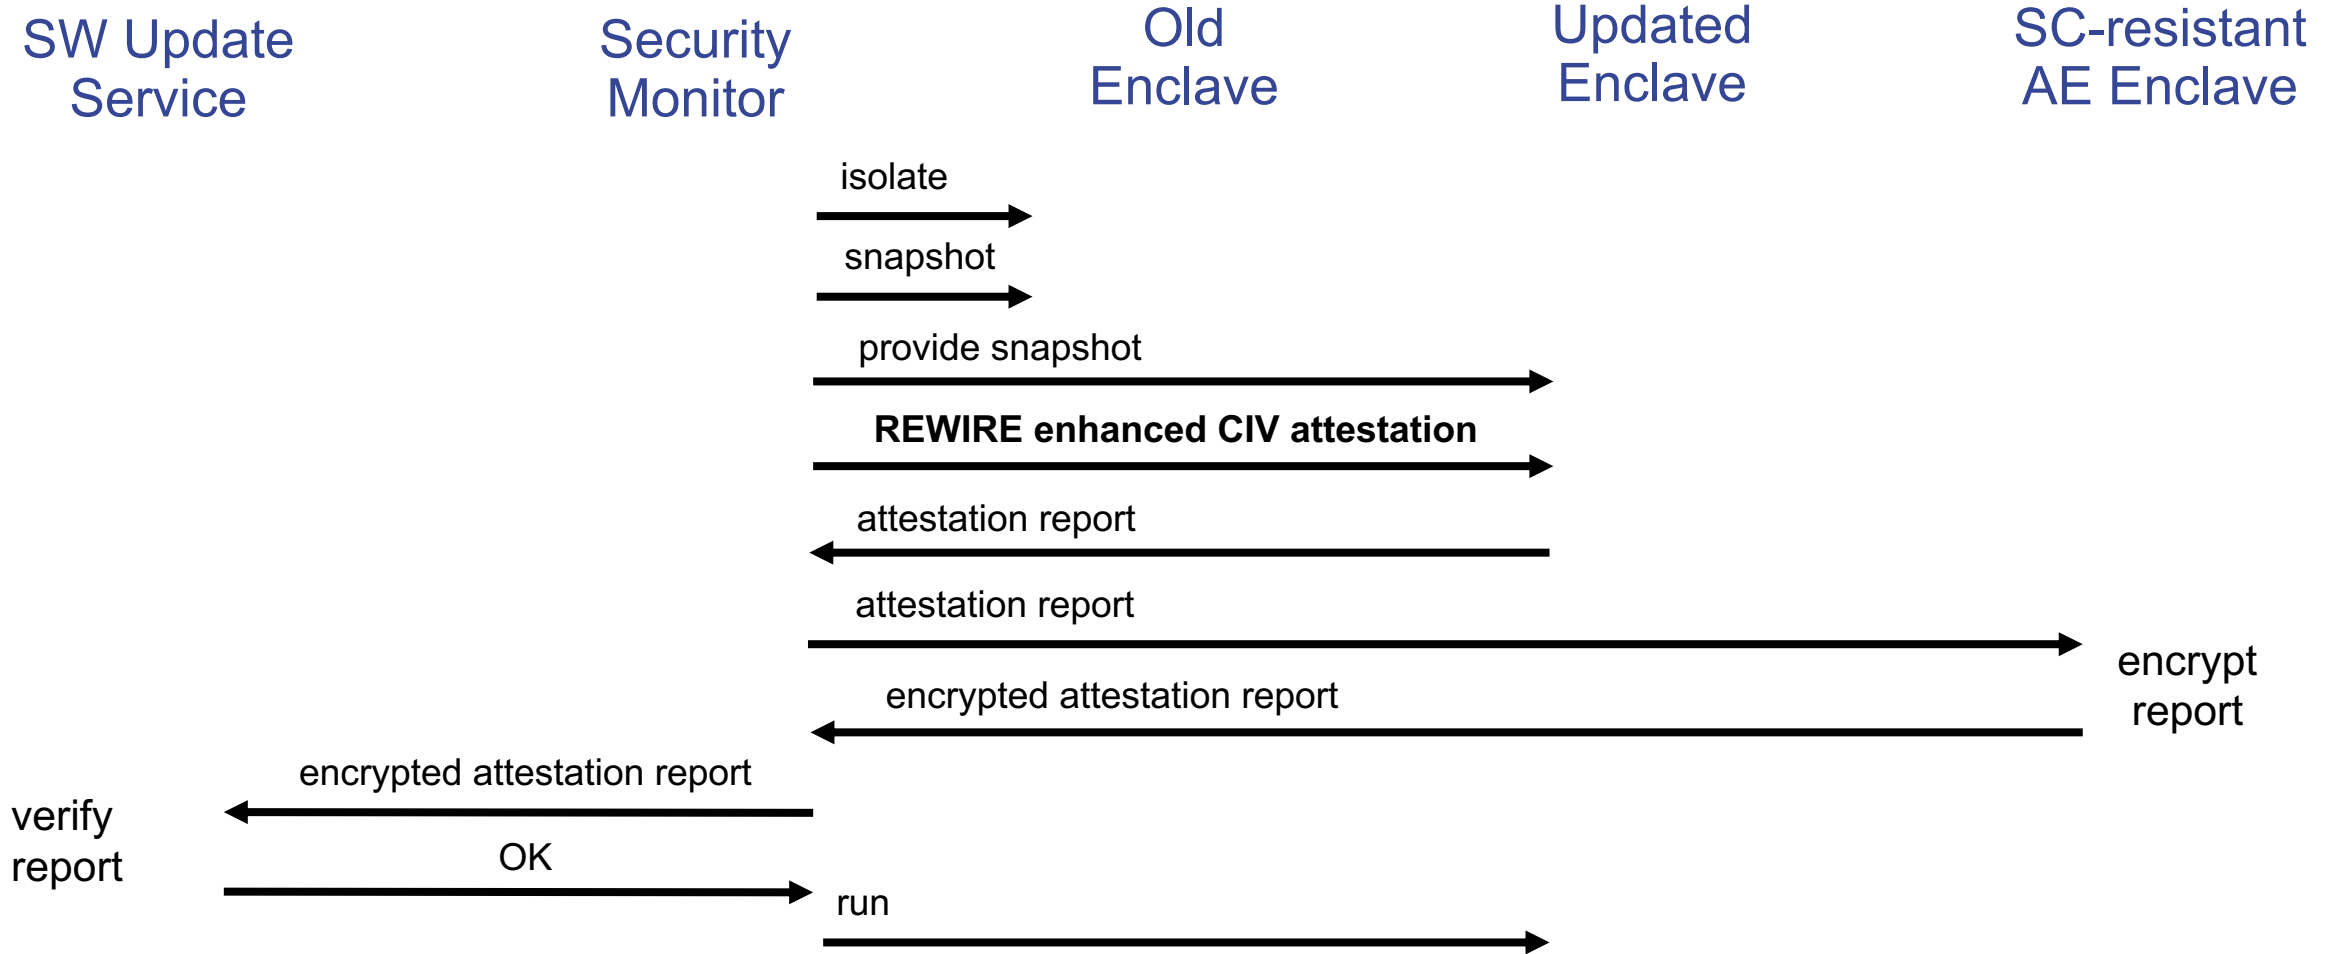 SW Update
Service
Security
Monitor
Old
Enclave
Updated
Enclave
SC-resistant
AE Enclave
isolate
snapshot
provide snapshot
REWIRE enhanced CIV attestation
attestation report
attestation report
encrypt
report
encrypted attestation report
encrypted attestation report
verify
report
OK
run